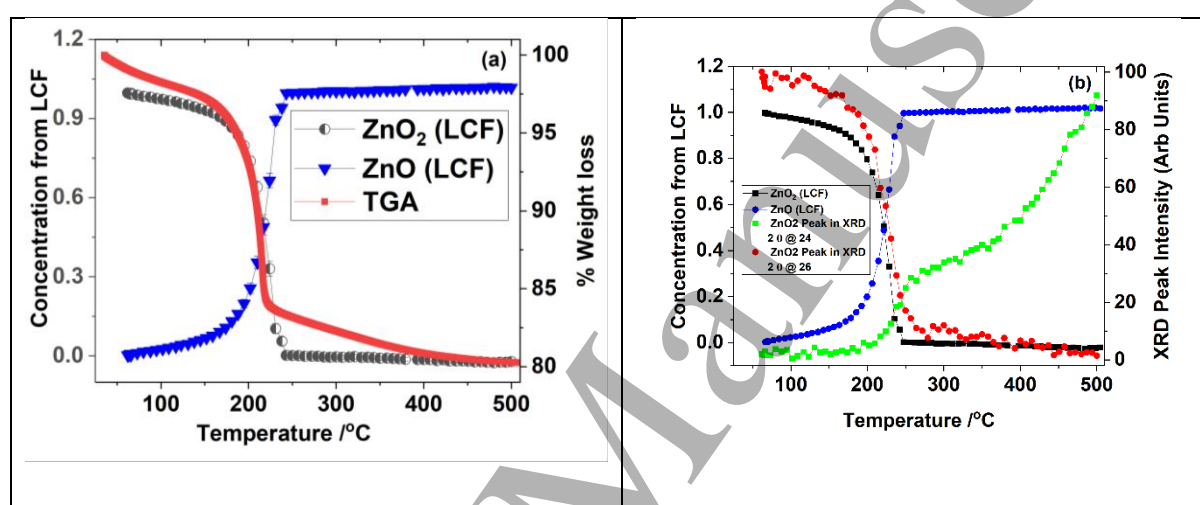 (a)
1.2
0.9
0.6
0.3
0.0
Concentration from LCF
100
95
90
85
80
% Weight loss
ZnO₂ (LCF)
ZnO (LCF)
TGA
100 200 300 400 500
Temperature /°C
(b)
1.2
1.0
0.8
0.6
0.4
0.2
0.0
Concentration from LCF
100
80
60
40
20
0
XRD Peak Intensity (Arb Units)
ZnO₂ (LCF)
ZnO (LCF)
ZnO2 Peak in XRD
2 θ @ 24
ZnO2 Peak in XRD
2 θ @ 26
100 200 300 400 500
Temperature /°C
Manus